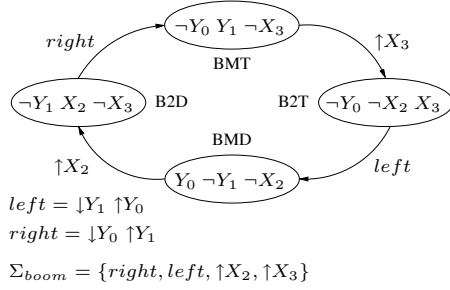 ¬Y₀ Y₁ ¬X₃
right
BMT
↑X₃
¬Y₁ X₂ ¬X₃
B2D
B2T
¬Y₀ ¬X₂ X₃
BMD
↑X₂
Y₀ ¬Y₁ ¬X₂
left
left = ↓Y₁ ↑Y₀
right = ↓Y₀ ↑Y₁
Σ_boom = {right, left, ↑X₂, ↑X₃}